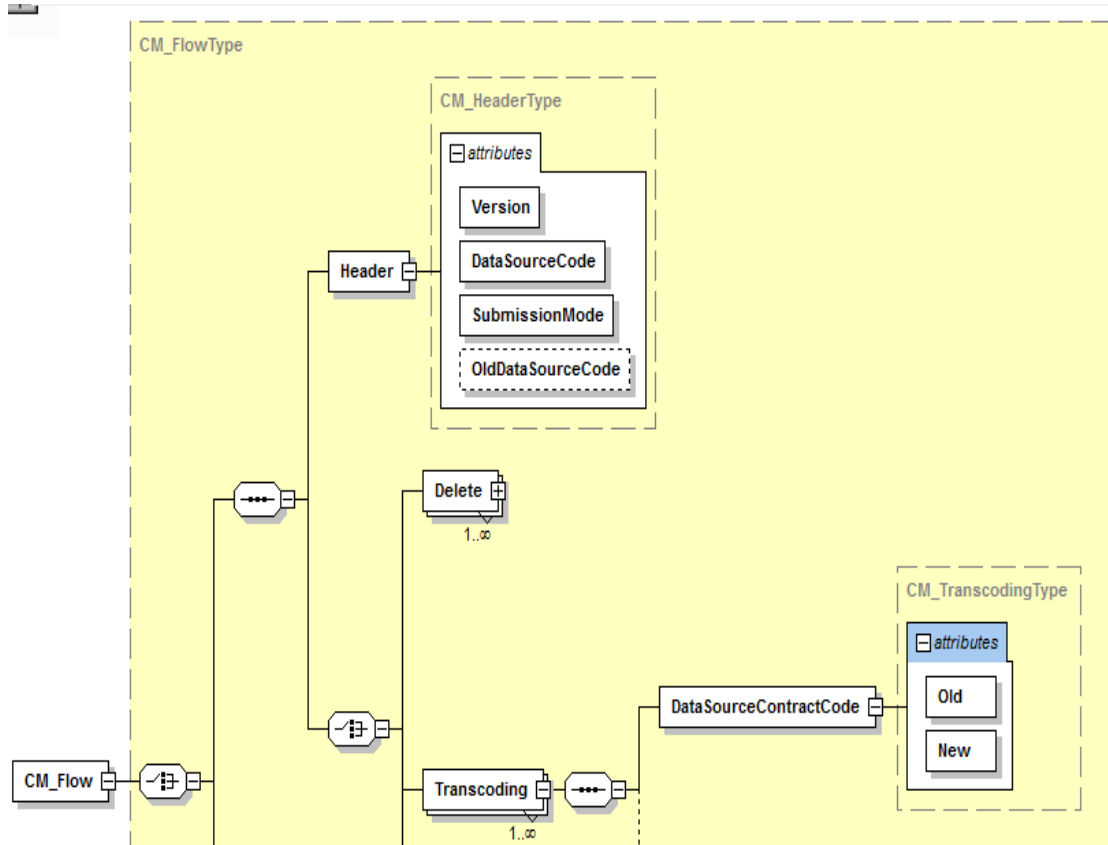 CM_FlowType
CM_HeaderType
attributes
Version
DataSourceCode
SubmissionMode
OldDataSourceCode
Header
Delete
1..∞
CM_TranscodingType
attributes
Old
New
DataSourceContractCode
CM_Flow
Transcoding
1..∞